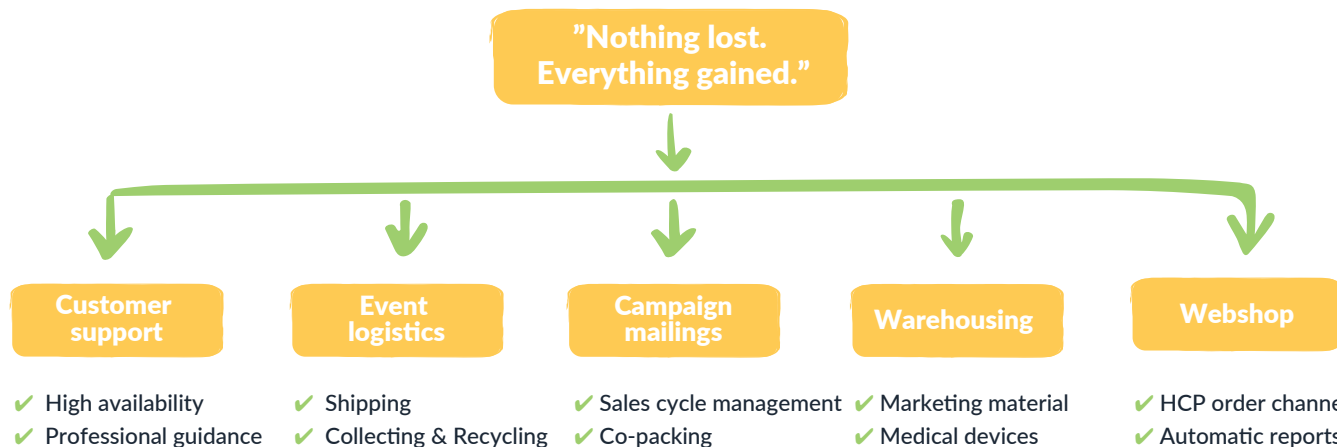 ”Nothing lost.
Everything gained.”
Customer
support
Event
logistics
Campaign
mailings
Warehousing
Webshop
✔ High availability
✔ Professional guidance
✔ Shipping
✔ Collecting & Recycling
✔ Sales cycle management
✔ Co-packing
✔ Marketing material
✔ Medical devices
✔ HCP order channe
✔ Automatic reports